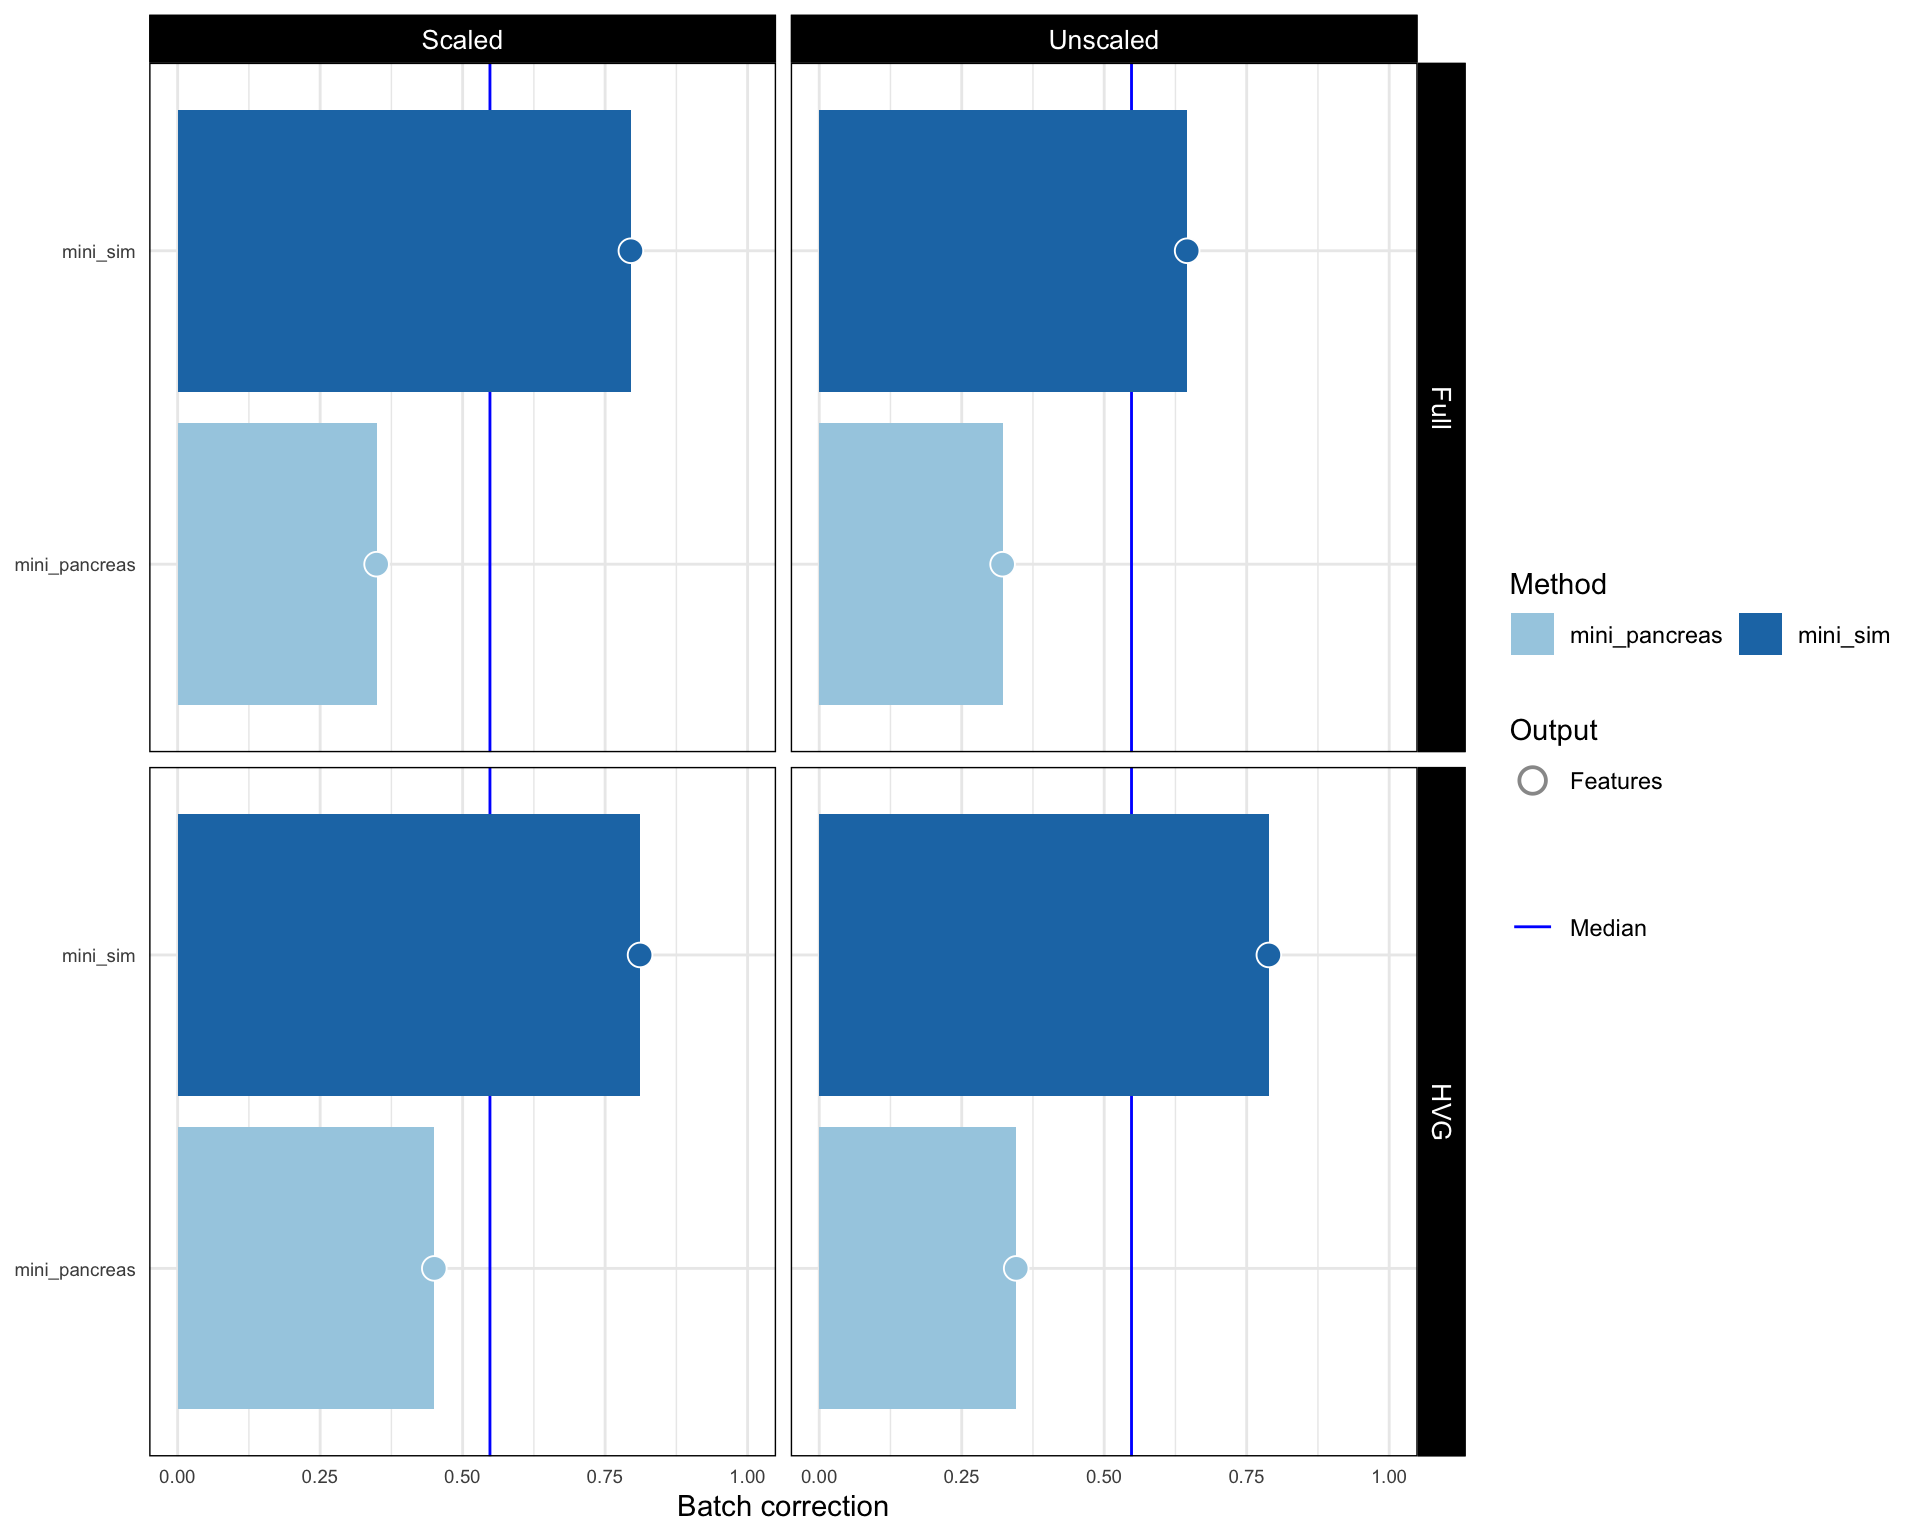 Scaled
Unscaled
mini_sim
mini_pancreas
Full
mini_sim
mini_pancreas
HVG
0.00 0.25 0.50 0.75 1.00
0.00 0.25 0.50 0.75 1.00
Batch correction
Method
mini_pancreas mini_sim
Output
Features
Median